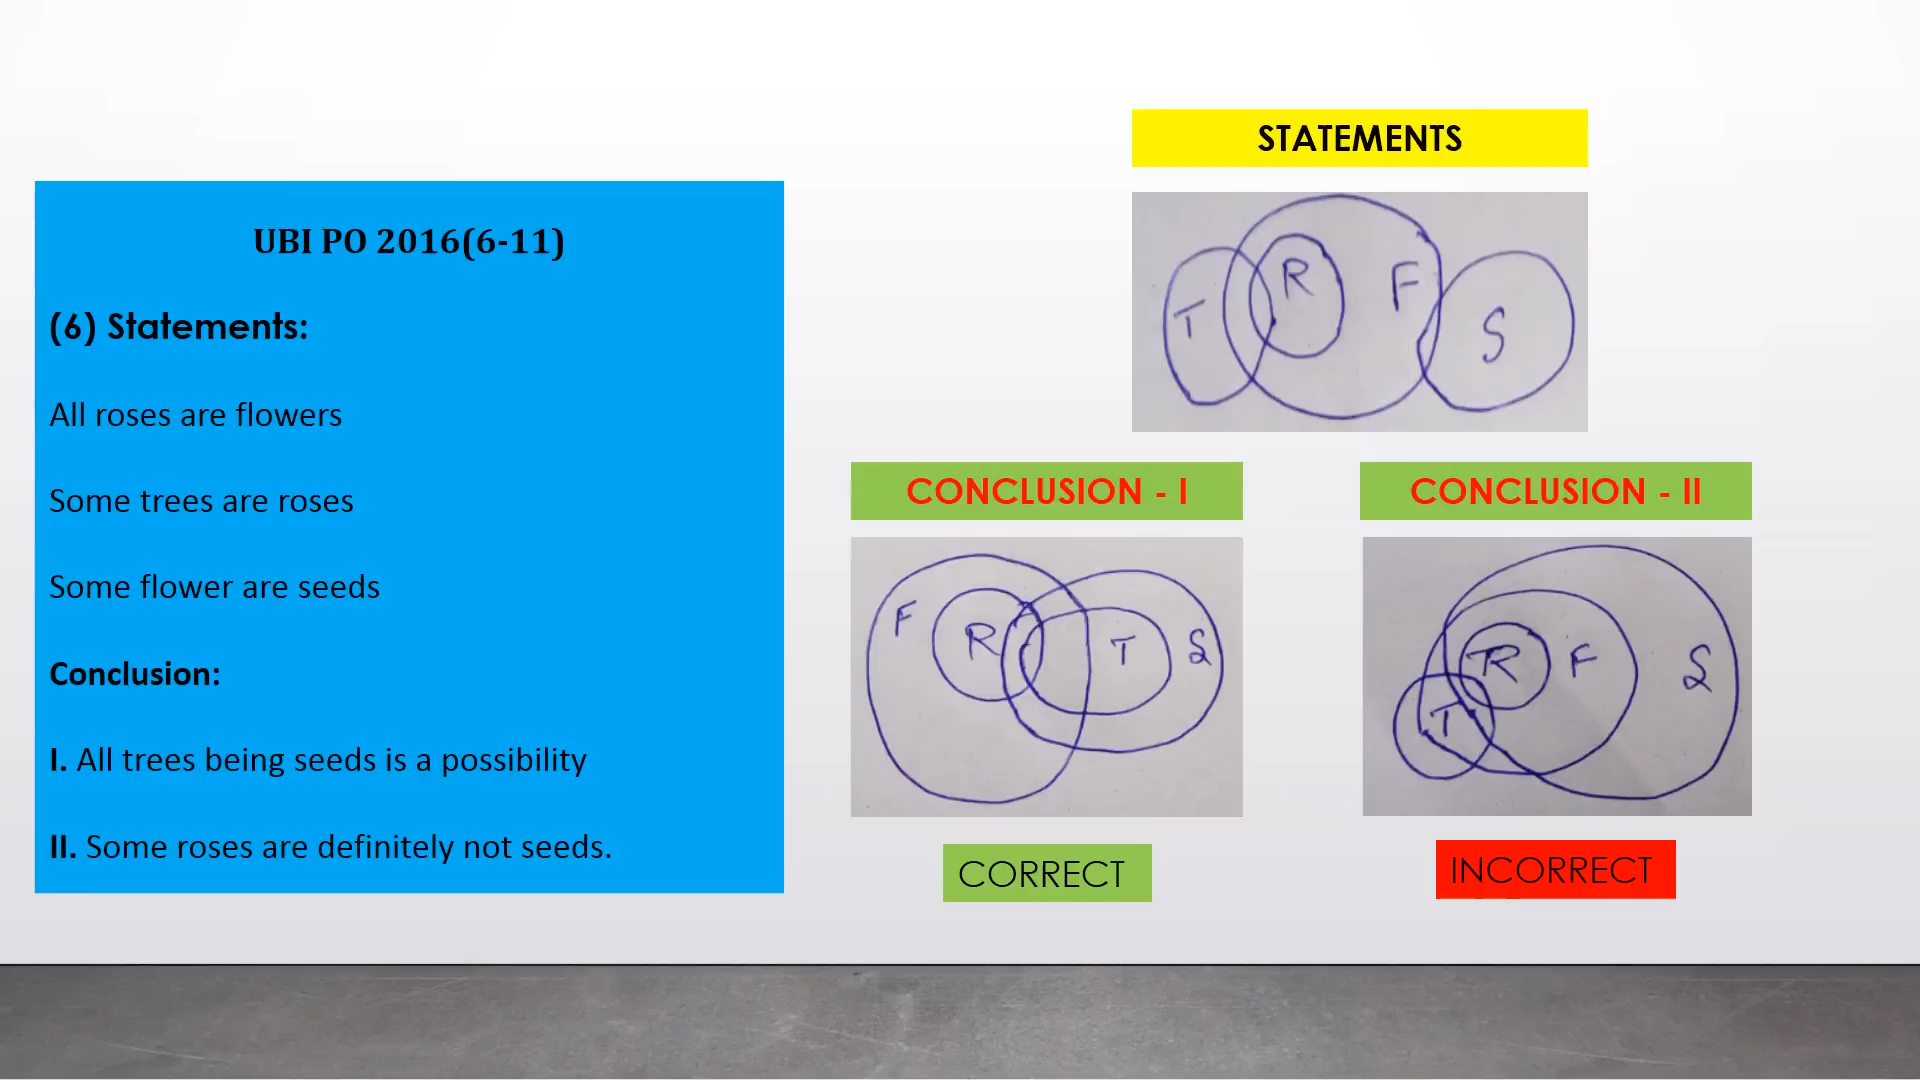 UBI PO 2016(6-11)
(6) Statements:
All roses are flowers
Some trees are roses
Some flower are seeds
Conclusion:
I. All trees being seeds is a possibility
II. Some roses are definitely not seeds.
STATEMENTS
T R F S
CONCLUSION - I
F R T S
CORRECT
CONCLUSION - II
R F S
T
INCORRECT